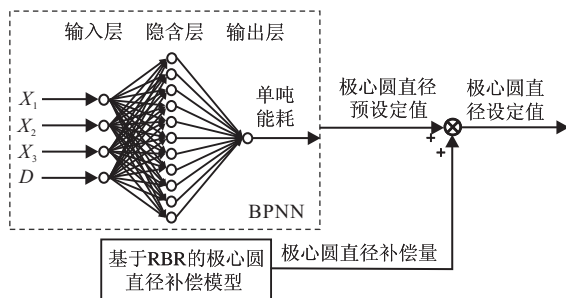 输入层 隐含层 输出层
X1
X2
X3
D
单吨
能耗
BPNN
极心圆直径
预设定值
极心圆直
径设定值
+
+
基于RBR的极心圆
直径补偿模型
极心圆直径补偿量